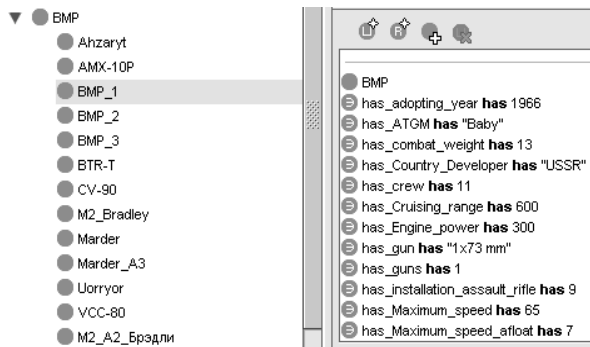 BMP
Ahzaryt
AMX-10P
BMP_1
BMP_2
BMP_3
BTR-T
CV-90
M2_Bradley
Marder
Marder_A3
Uorryor
VCC-80
M2_A2_Брэдли
BMP
has_adopting_year has 1966
has_ATGM has "Baby"
has_combat_weight has 13
has_Country_Developer has "USSR"
has_crew has 11
has_Cruising_range has 600
has_Engine_power has 300
has_gun has "1x73 mm"
has_guns has 1
has_installation_assault_rifle has 9
has_Maximum_speed has 65
has_Maximum_speed_afloat has 7